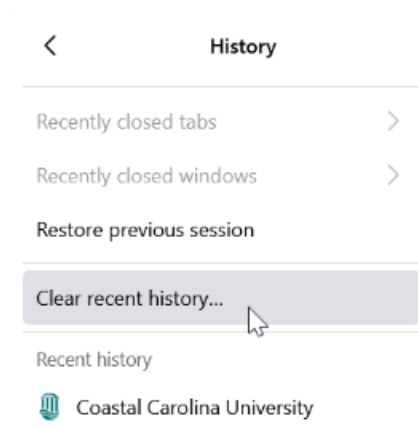 History
Recently closed tabs
Recently closed windows
Restore previous session
Clear recent history...
Recent history
Coastal Carolina University